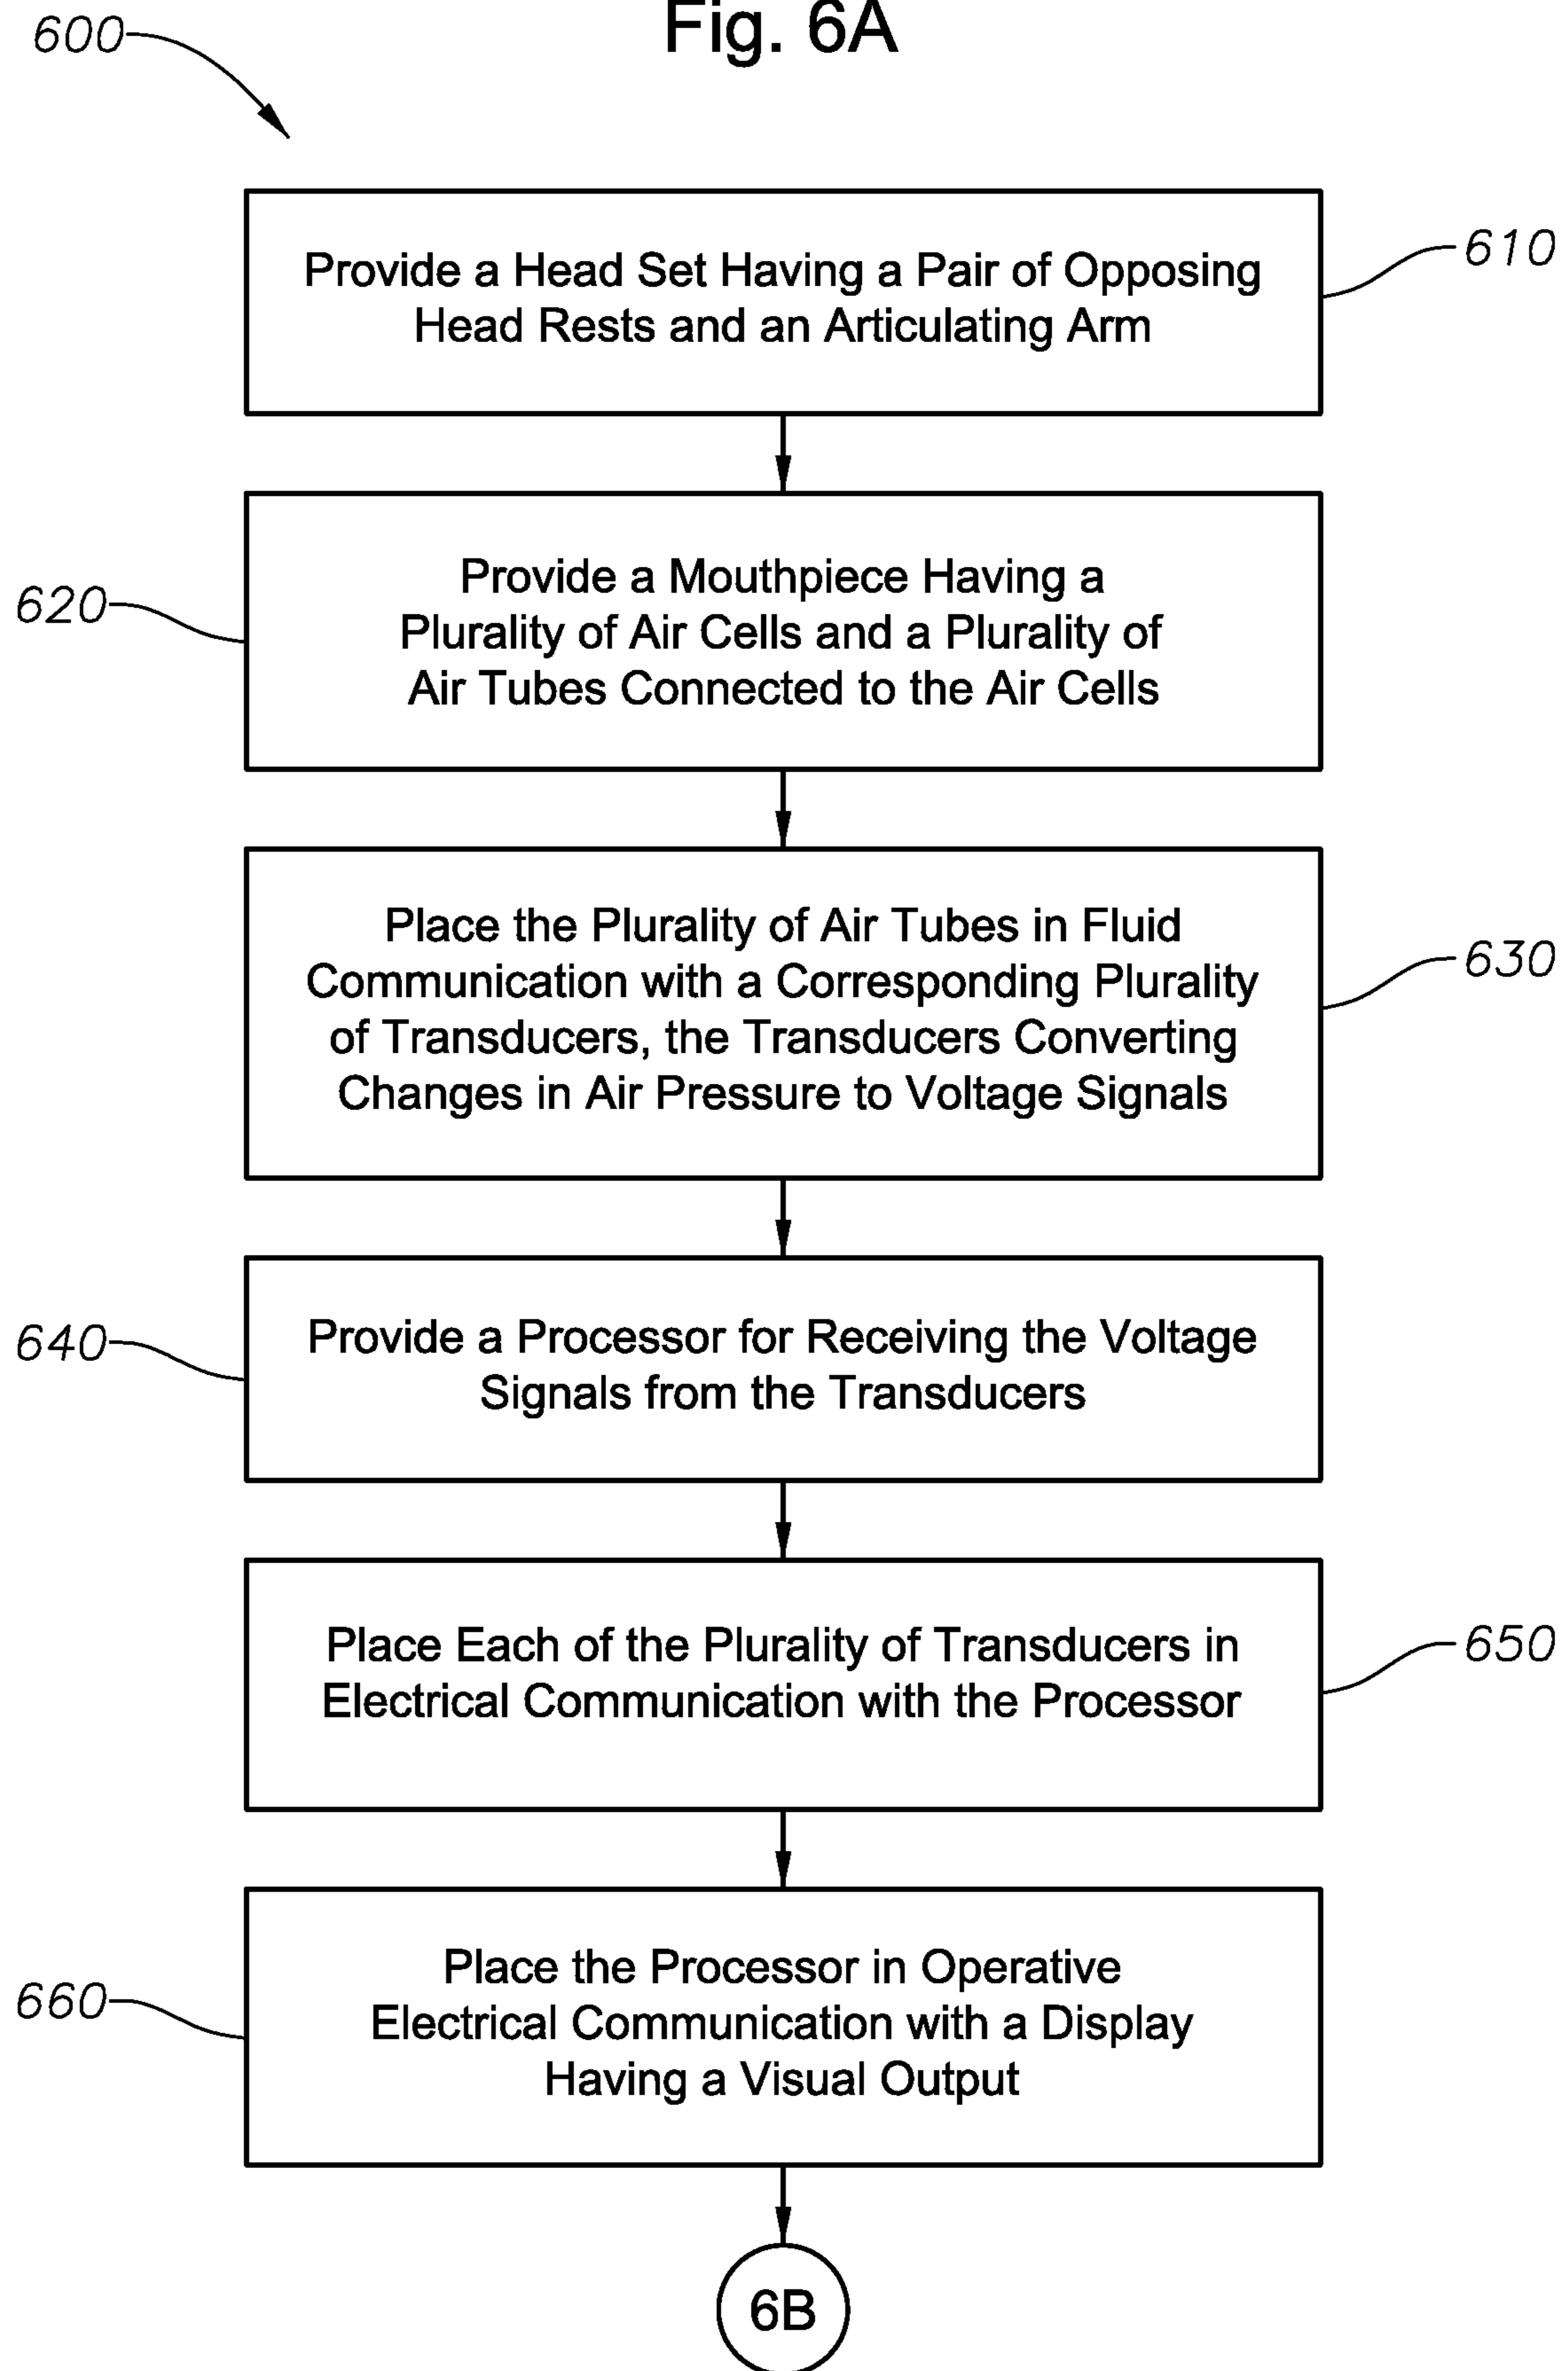 Fig. 6A
600
Provide a Head Set Having a Pair of Opposing
Head Rests and an Articulating Arm
610
Provide a Mouthpiece Having a
Plurality of Air Cells and a Plurality of
Air Tubes Connected to the Air Cells
620
Place the Plurality of Air Tubes in Fluid
Communication with a Corresponding Plurality
of Transducers, the Transducers Converting
Changes in Air Pressure to Voltage Signals
630
Provide a Processor for Receiving the Voltage
Signals from the Transducers
640
Place Each of the Plurality of Transducers in
Electrical Communication with the Processor
650
Place the Processor in Operative
Electrical Communication with a Display
Having a Visual Output
660
6B